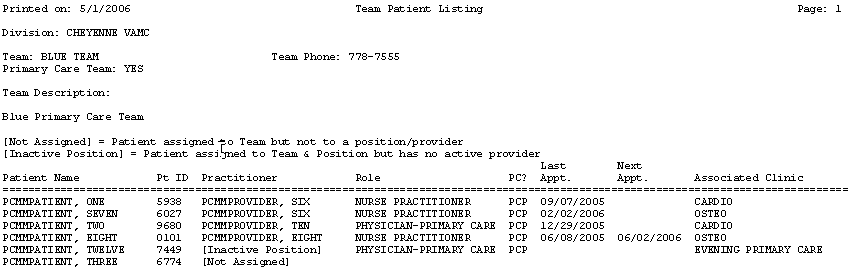 Printed on: 5/1/2006 Team Patient Listing Page: 1
Division: CHEYENNE VAMC
Team: BLUE TEAM Team Phone: 778-7555
Primary Care Team: YES
Team Description:
Blue Primary Care Team
[Not Assigned] = Patient assigned to Team but not to a position/provider
[Inactive Position] = Patient assigned to Team & Position but has no active provider
Last Next
Patient Name Pt ID Practitioner Role PC? Appt. Appt. Associated Clinic
PCMMPATIENT, ONE 5938 PCMMPROVIDER, SIX NURSE PRACTITIONER PCP 09/07/2005 CARDIO
PCMMPATIENT, SEVEN 6027 PCMMPROVIDER, SIX NURSE PRACTITIONER PCP 02/02/2006 OSTEO
PCMMPATIENT, TWO 9680 PCMMPROVIDER, TEN PHYSICIAN-PRIMARY CARE PCP 12/29/2005 CARDIO
PCMMPATIENT, EIGHT 0101 PCMMPROVIDER, EIGHT NURSE PRACTITIONER PCP 06/08/2005 06/02/2006 OSTEO
PCMMPATIENT, TWELVE 7449 [Inactive Position] PHYSICIAN-PRIMARY CARE PCP EVENING PRIMARY CARE
PCMMPATIENT, THREE 6774 [Not Assigned]